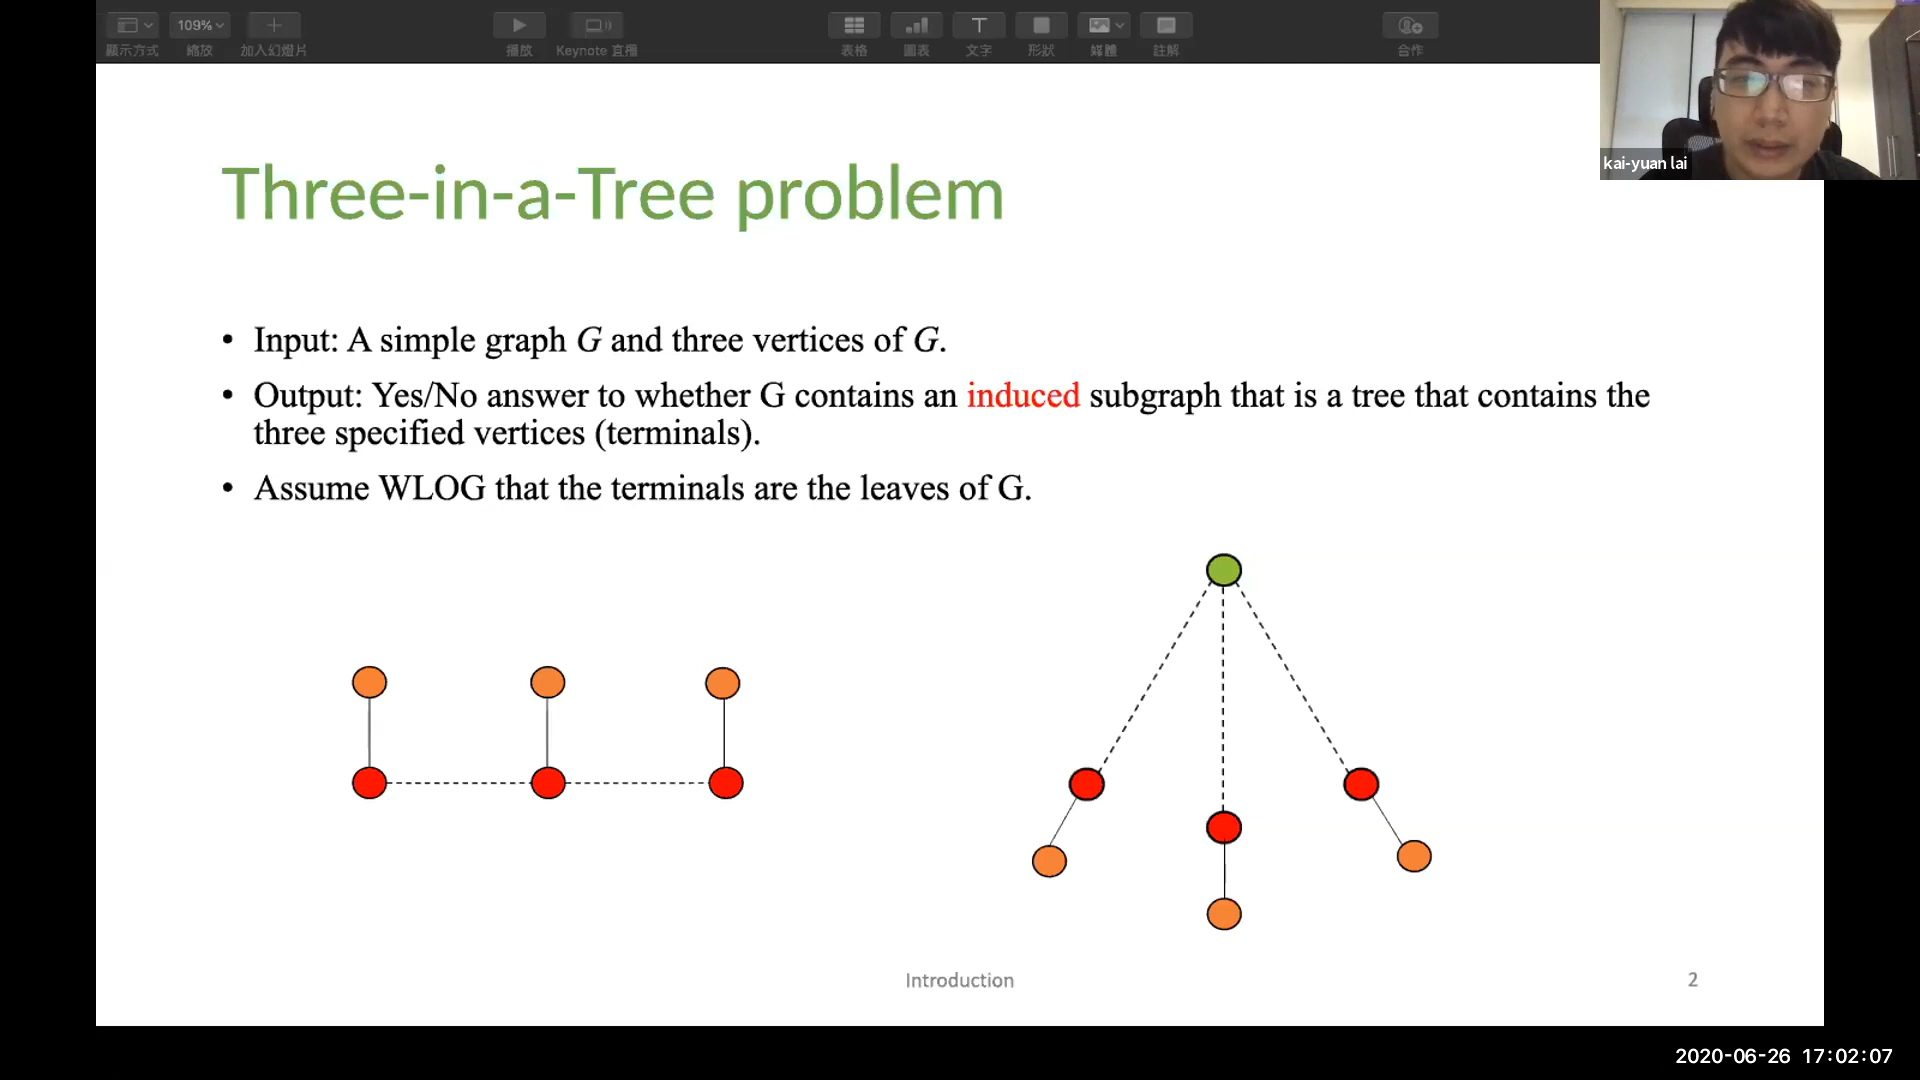 109%
顯示方式
縮放
加入幻燈片
播放
Keynote 直播
表格
圖表
T
文字
形狀
媒體
註解
合作
kai-yuan lai
Three-in-a-Tree problem
• Input: A simple graph G and three vertices of G.
• Output: Yes/No answer to whether G contains an induced subgraph that is a tree that contains the
three specified vertices (terminals).
• Assume WLOG that the terminals are the leaves of G.
Introduction
2
2020-06-26 17:02:07